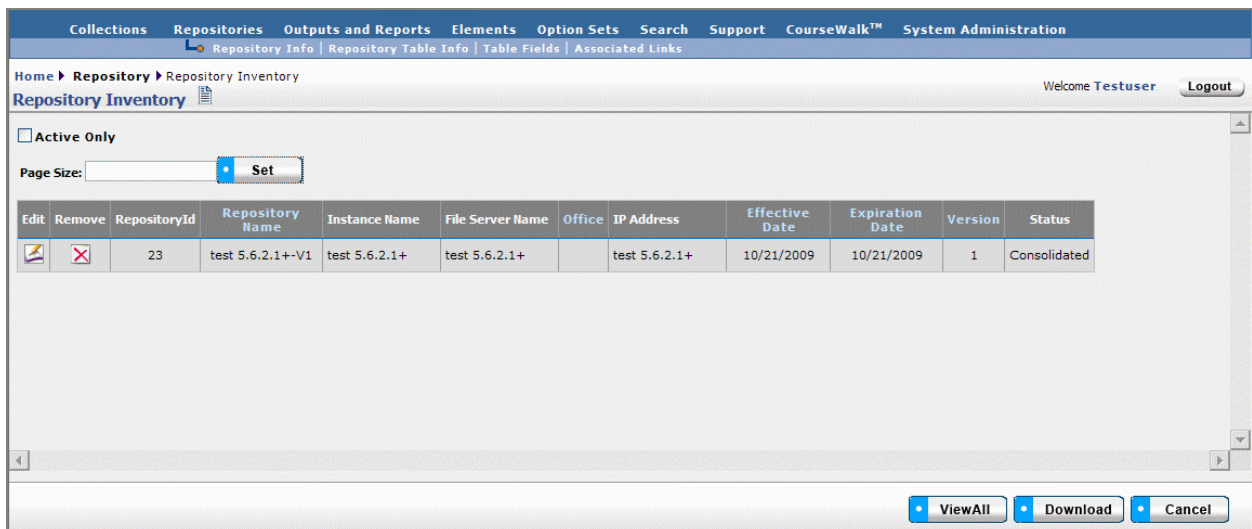 Collections Repositories Outputs and Reports Elements Option Sets Search Support CourseWalk™ System Administration
Repository Info | Repository Table Info | Table Fields | Associated Links
Home Repository Repository Inventory
Welcome Testuser Logout
Repository Inventory
Active Only
Page Size: Set
Edit Remove RepositoryId Repository Name Instance Name File Server Name Office IP Address Effective Date Expiration Date Version Status
23 test 5.6.2.1+-V1 test 5.6.2.1+ test 5.6.2.1+ test 5.6.2.1+ 10/21/2009 10/21/2009 1 Consolidated
ViewAll Download Cancel